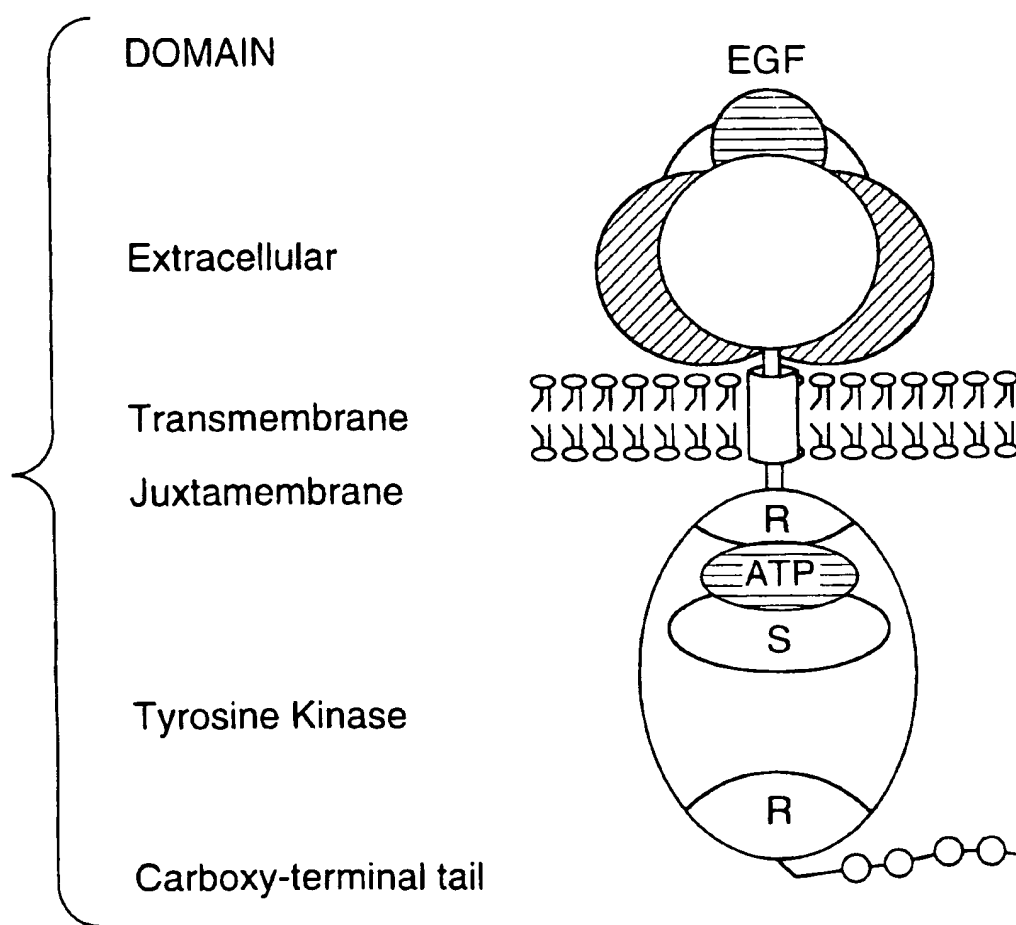 DOMAIN
EGF
Extracellular
Transmembrane
Juxtamembrane
R
ATP
S
Tyrosine Kinase
R
Carboxy-terminal tail